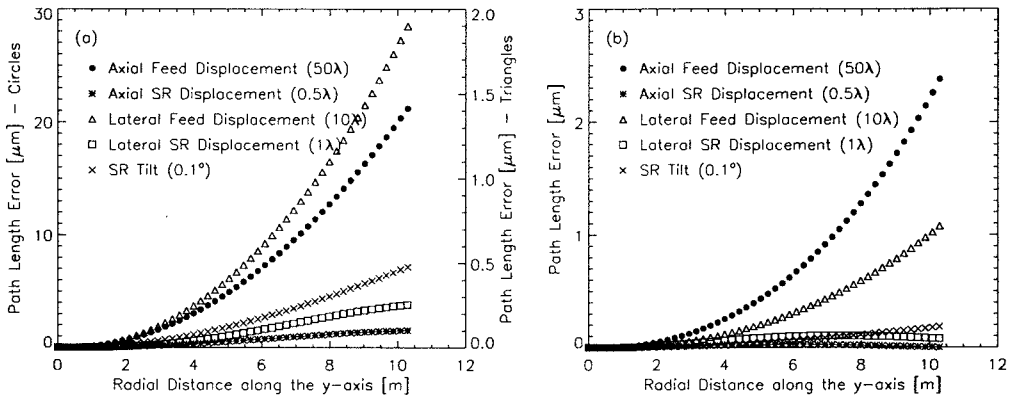 (a)
● Axial Feed Displacement (50λ)
✱ Axial SR Displacement (0.5λ)
△ Lateral Feed Displacement (10λ)
□ Lateral SR Displacement (1λ)
× SR Tilt (0.1°)
Path Length Error [μm] – Circles
30
20
10
0
Path Length Error [μm] – Triangles
2.0
1.5
1.0
0.5
0.0
0 2 4 6 8 10 12
Radial Distance along the y-axis [m]
(b)
● Axial Feed Displacement (50λ)
✱ Axial SR Displacement (0.5λ)
△ Lateral Feed Displacement (10λ)
□ Lateral SR Displacement (1λ)
× SR Tilt (0.1°)
Path Length Error [μm]
3
2
1
0
0 2 4 6 8 10 12
Radial Distance along the y-axis [m]